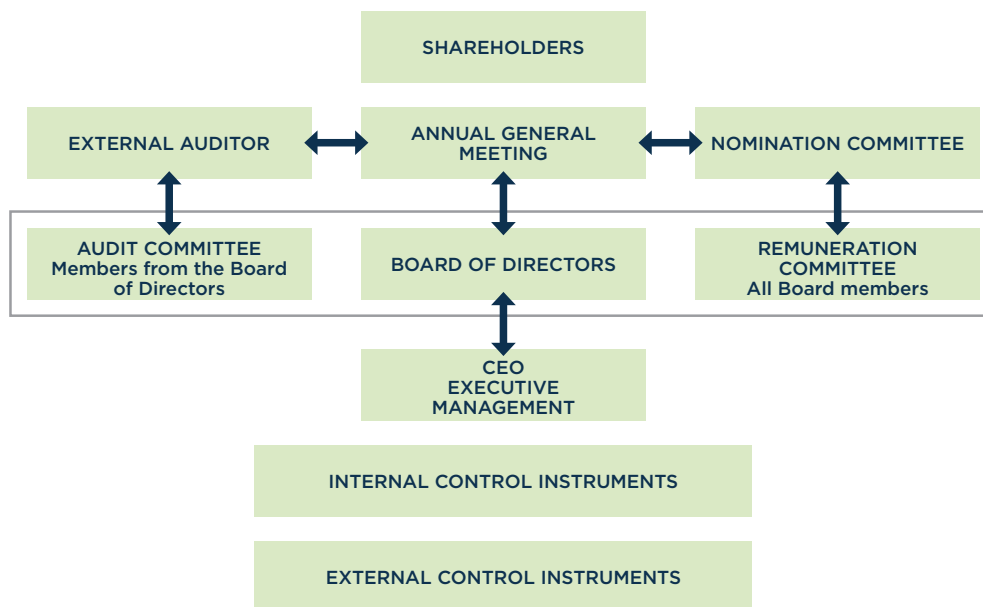 SHAREHOLDERS
EXTERNAL AUDITOR
ANNUAL GENERAL
MEETING
NOMINATION COMMITTEE
AUDIT COMMITTEE
Members from the Board
of Directors
BOARD OF DIRECTORS
REMUNERATION
COMMITTEE
All Board members
CEO
EXECUTIVE
MANAGEMENT
INTERNAL CONTROL INSTRUMENTS
EXTERNAL CONTROL INSTRUMENTS